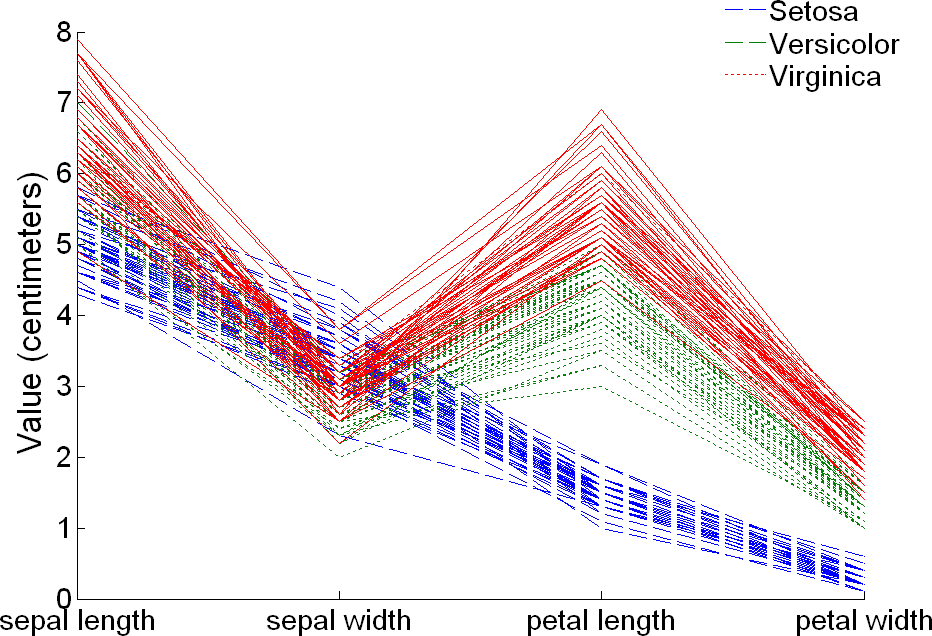 Setosa
Versicolor
Virginica
8
7
6
5
4
3
2
1
0
Value (centimeters)
sepal length
sepal width
petal length
petal width